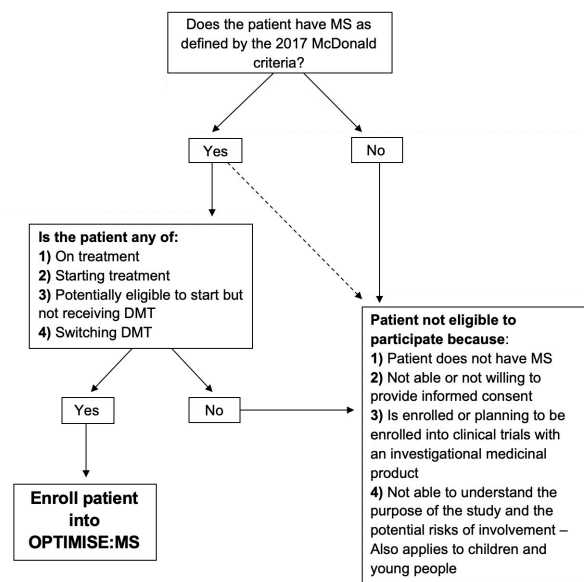 Does the patient have MS as
defined by the 2017 McDonald
criteria?
Yes
No
Is the patient any of:
1) On treatment
2) Starting treatment
3) Potentially eligible to start but
not receiving DMT
4) Switching DMT
Yes
No
Enroll patient
into
OPTIMISE:MS
Patient not eligible to
participate because:
1) Patient does not have MS
2) Not able or not willing to
provide informed consent
3) Is enrolled or planning to be
enrolled into clinical trials with
an investigational medicinal
product
4) Not able to understand the
purpose of the study and the
potential risks of involvement –
Also applies to children and
young people